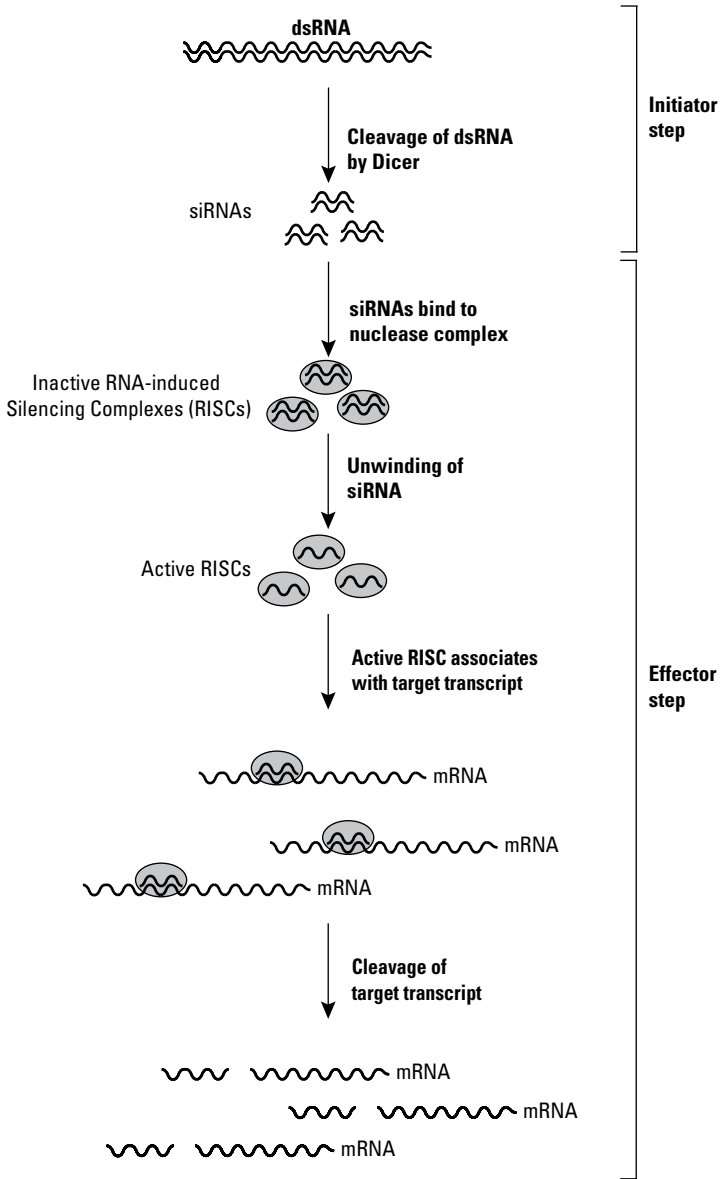 dsRNA
Initiator
step
Cleavage of dsRNA
by Dicer
siRNAs
siRNAs bind to
nuclease complex
Inactive RNA-induced
Silencing Complexes (RISCs)
Unwinding of
siRNA
Active RISCs
Active RISC associates
with target transcript
Effector
step
mRNA
mRNA
mRNA
Cleavage of
target transcript
mRNA
mRNA
mRNA